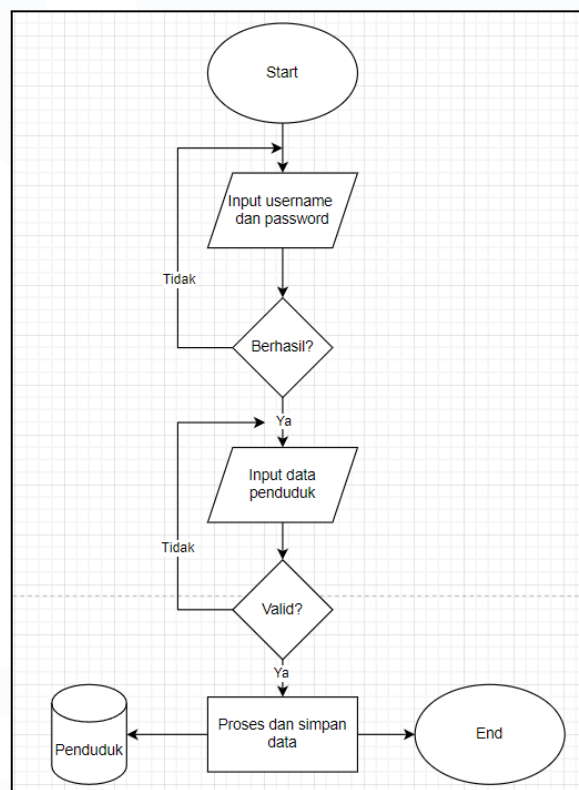 Start
Input username
dan password
Tidak
Berhasil?
Ya
Input data
penduduk
Tidak
Valid?
Ya
Penduduk
Proses dan simpan
data
End